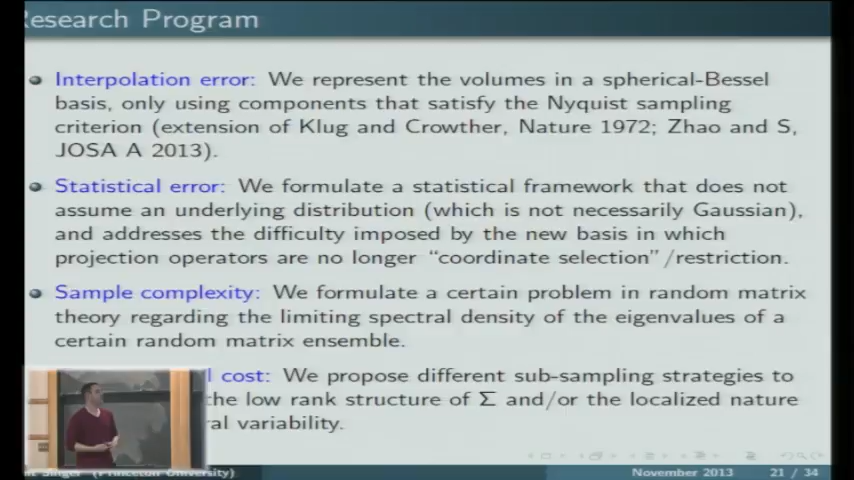 Research Program
Interpolation error: We represent the volumes in a spherical-Bessel
basis, only using components that satisfy the Nyquist sampling
criterion (extension of Klug and Crowther, Nature 1972; Zhao and S,
JOSA A 2013).
Statistical error: We formulate a statistical framework that does not
assume an underlying distribution (which is not necessarily Gaussian),
and addresses the difficulty imposed by the new basis in which
projection operators are no longer “coordinate selection”/restriction.
Sample complexity: We formulate a certain problem in random matrix
theory regarding the limiting spectral density of the eigenvalues of a
certain random matrix ensemble.
l cost: We propose different sub-sampling strategies to
the low rank structure of Σ and/or the localized nature
ral variability.
Singer (Princeton University)
November 2013
21 / 34